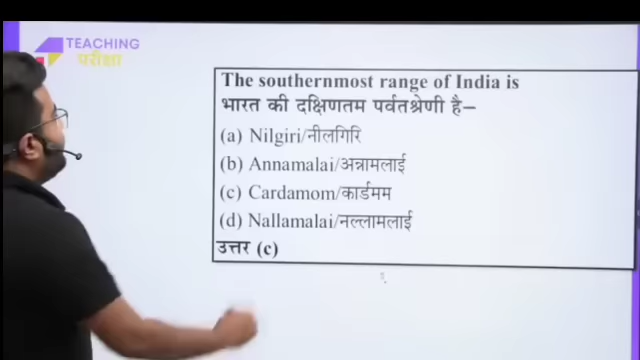 TEACHING
परीक्षा
The southernmost range of India is
भारत की दक्षिणतम पर्वतश्रेणी है–
(a) Nilgiri/नीलगिरि
(b) Annamalai/अन्नामलाई
(c) Cardamom/कार्डमम
(d) Nallamalai/नल्लामलाई
उत्तर (c)